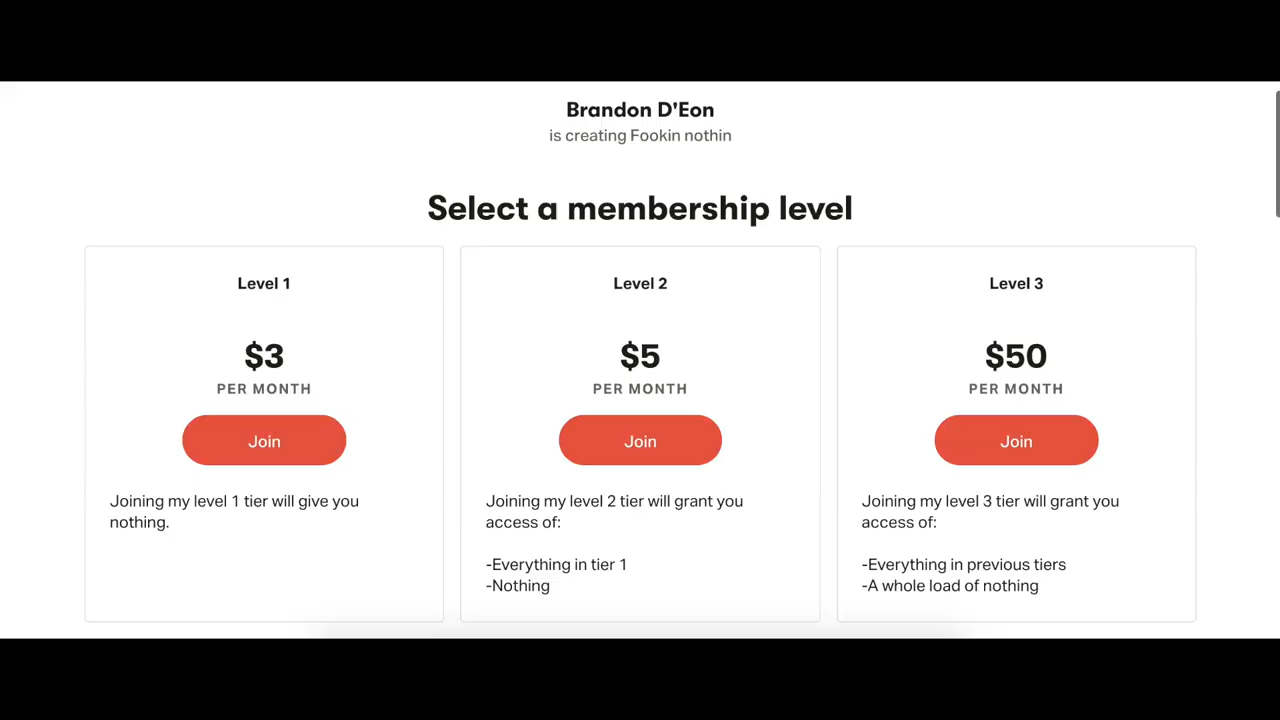 Brandon D'Eon
is creating Fookin nothin
Select a membership level
Level 1
$3
PER MONTH
Join
Joining my level 1 tier will give you
nothing.
Level 2
$5
PER MONTH
Join
Joining my level 2 tier will grant you
access of:
-Everything in tier 1
-Nothing
Level 3
$50
PER MONTH
Join
Joining my level 3 tier will grant you
access of:
-Everything in previous tiers
-A whole load of nothing